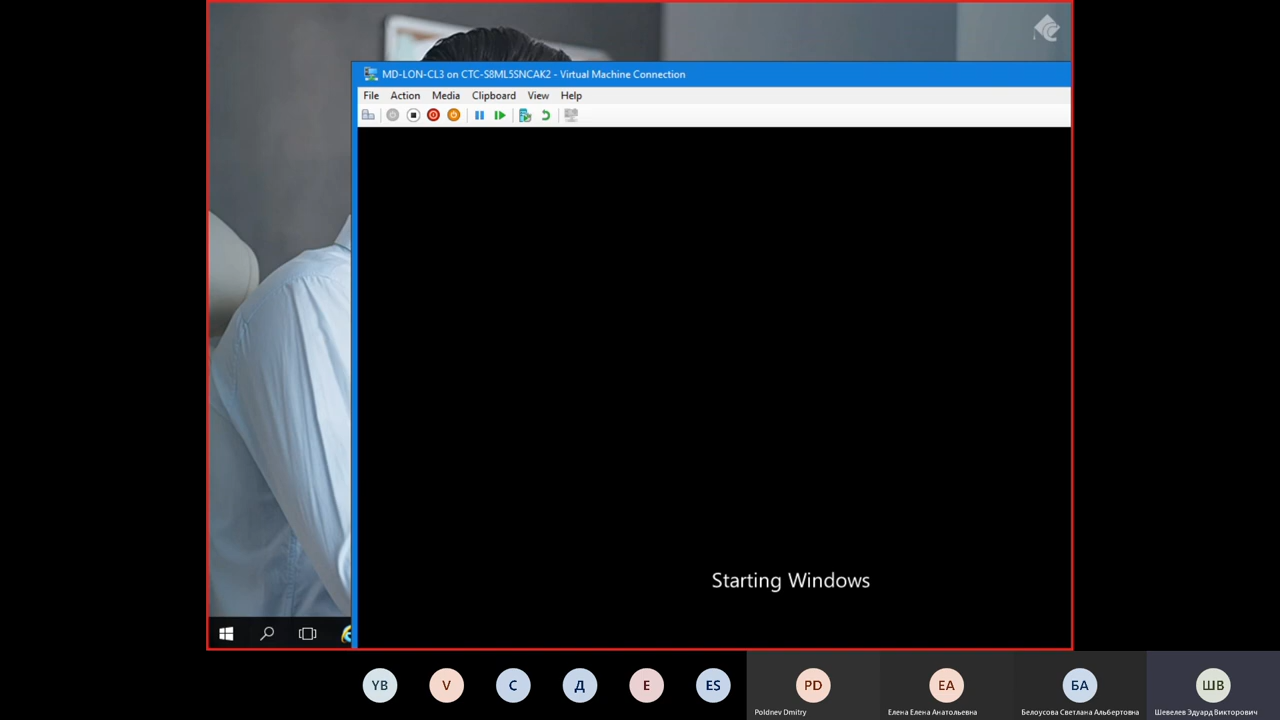 MD-LON-CL3 on CTC-S8ML5SNCAK2 - Virtual Machine Connection
File Action Media Clipboard View Help
Starting Windows
YB V C Д E ES PD EA БА ШВ
Poldnev Dmitry Елена Елена Анатольевна Белоусова Светлана Альбертовна Шевелев Эдуард Викторович